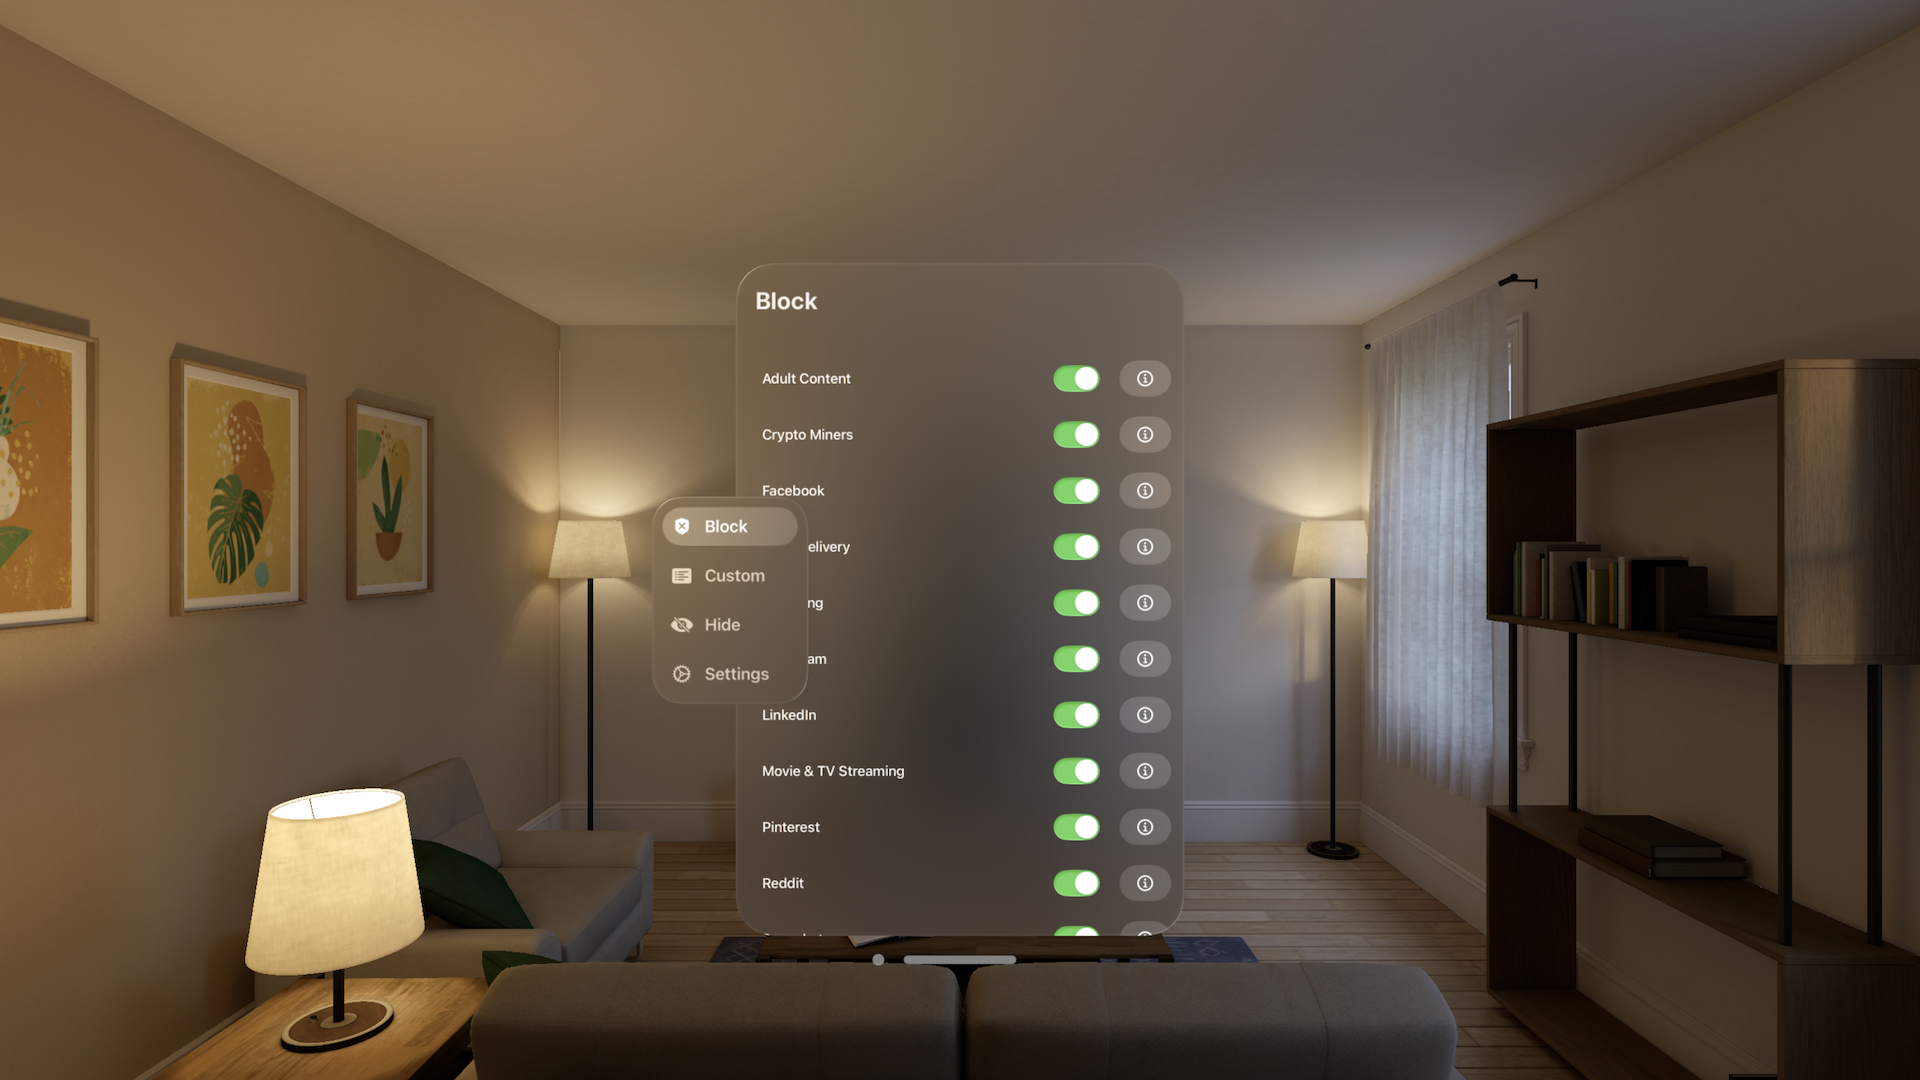 Block
Adult Content
Crypto Miners
Facebook
elivery
ng
am
LinkedIn
Movie & TV Streaming
Pinterest
Reddit
Block
Custom
Hide
Settings